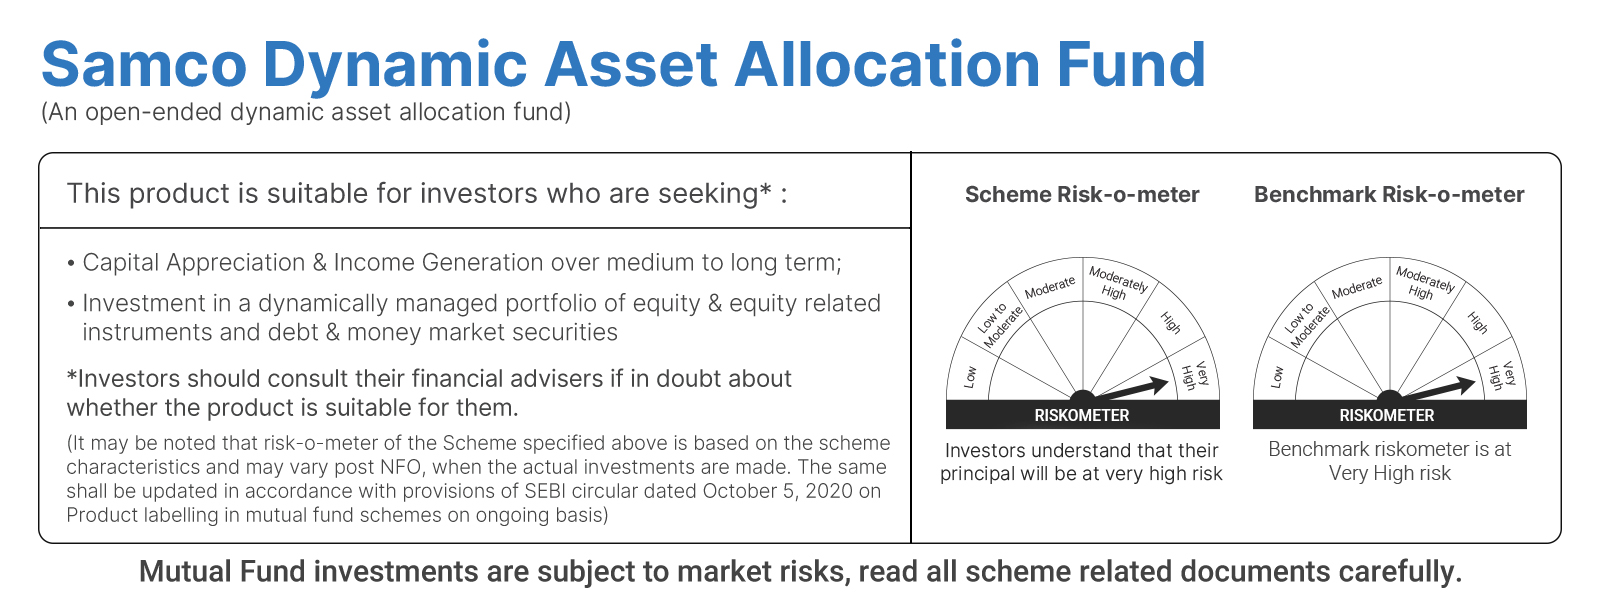 Samco Dynamic Asset Allocation Fund
(An open-ended dynamic asset allocation fund)
This product is suitable for investors who are seeking* :
• Capital Appreciation & Income Generation over medium to long term;
• Investment in a dynamically managed portfolio of equity & equity related
instruments and debt & money market securities
*Investors should consult their financial advisers if in doubt about
whether the product is suitable for them.
(It may be noted that risk-o-meter of the Scheme specified above is based on the scheme
characteristics and may vary post NFO, when the actual investments are made. The same
shall be updated in accordance with provisions of SEBI circular dated October 5, 2020 on
Product labelling in mutual fund schemes on ongoing basis)
Scheme Risk-o-meter
Low
Low to
Moderate
Moderate
Moderately
High
High
Very
High
RISKOMETER
Investors understand that their
principal will be at very high risk
Benchmark Risk-o-meter
Low
Low to
Moderate
Moderate
Moderately
High
High
Very
High
RISKOMETER
Benchmark riskometer is at
Very High risk
Mutual Fund investments are subject to market risks, read all scheme related documents carefully.